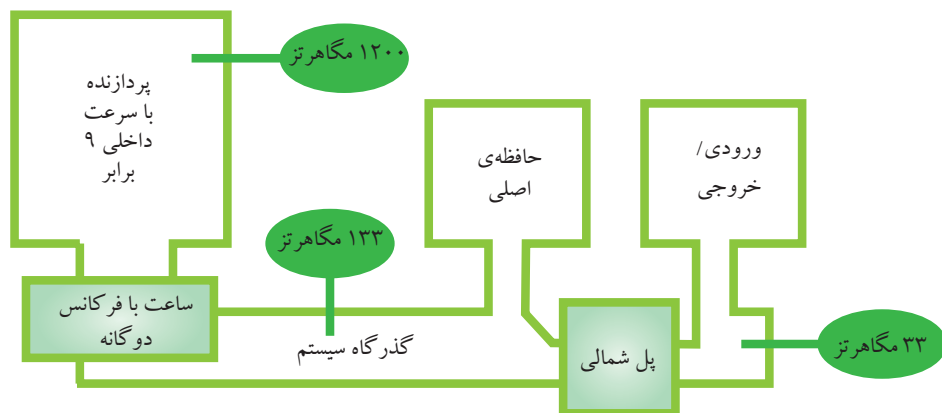 ۱۲۰۰ مگاهرتز
پردازنده
با سرعت
داخلی ۹
برابر
حافظه‌ی
اصلی
ورودی/
خروجی
۱۳۳ مگاهرتز
ساعت با فرکانس
دوگانه
گذرگاه سیستم
پل شمالی
۳۳ مگاهرتز